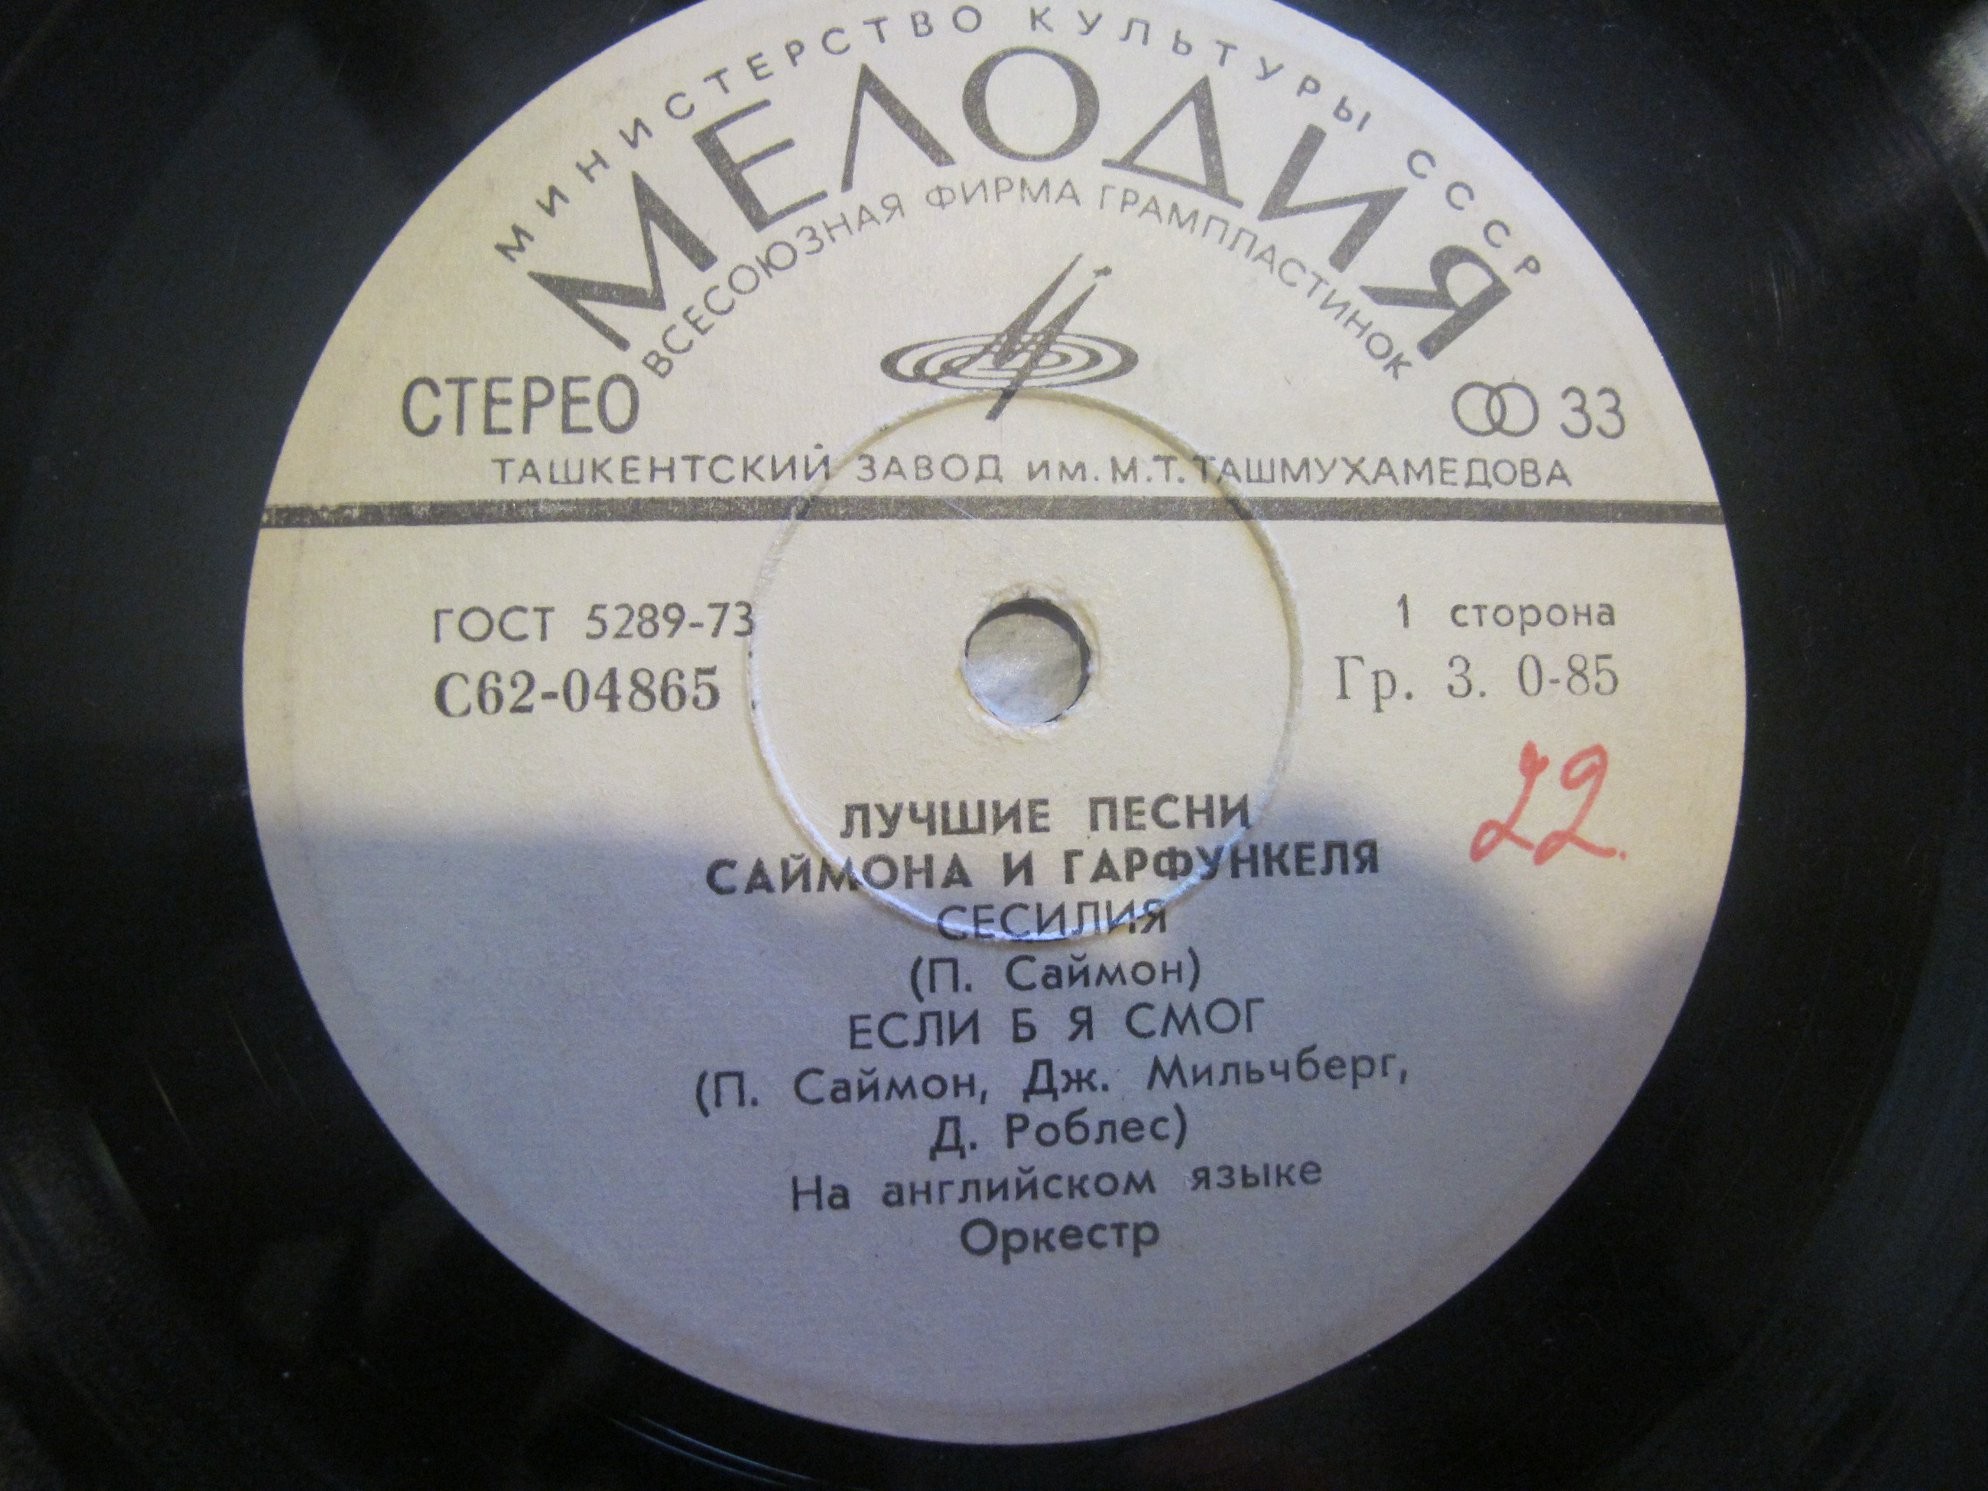 МИНИСТЕРСТВО КУЛЬТУРЫ СССР
МЕЛОДИЯ
ВСЕСОЮЗНАЯ ФИРМА ГРАМПЛАСТИНОК
СТЕРЕО
33
ТАШКЕНТСКИЙ ЗАВОД им. М.Т. ТАШМУХАМЕДОВА
ГОСТ 5289-73
1 сторона
С62-04865
Гр. 3. 0-85
22
ЛУЧШИЕ ПЕСНИ
САЙМОНА И ГАРФУНКЕЛЯ
СЕСИЛИЯ
(П. Саймон)
ЕСЛИ Б Я СМОГ
(П. Саймон, Дж. Мильчберг,
Д. Роблес)
На английском языке
Оркестр